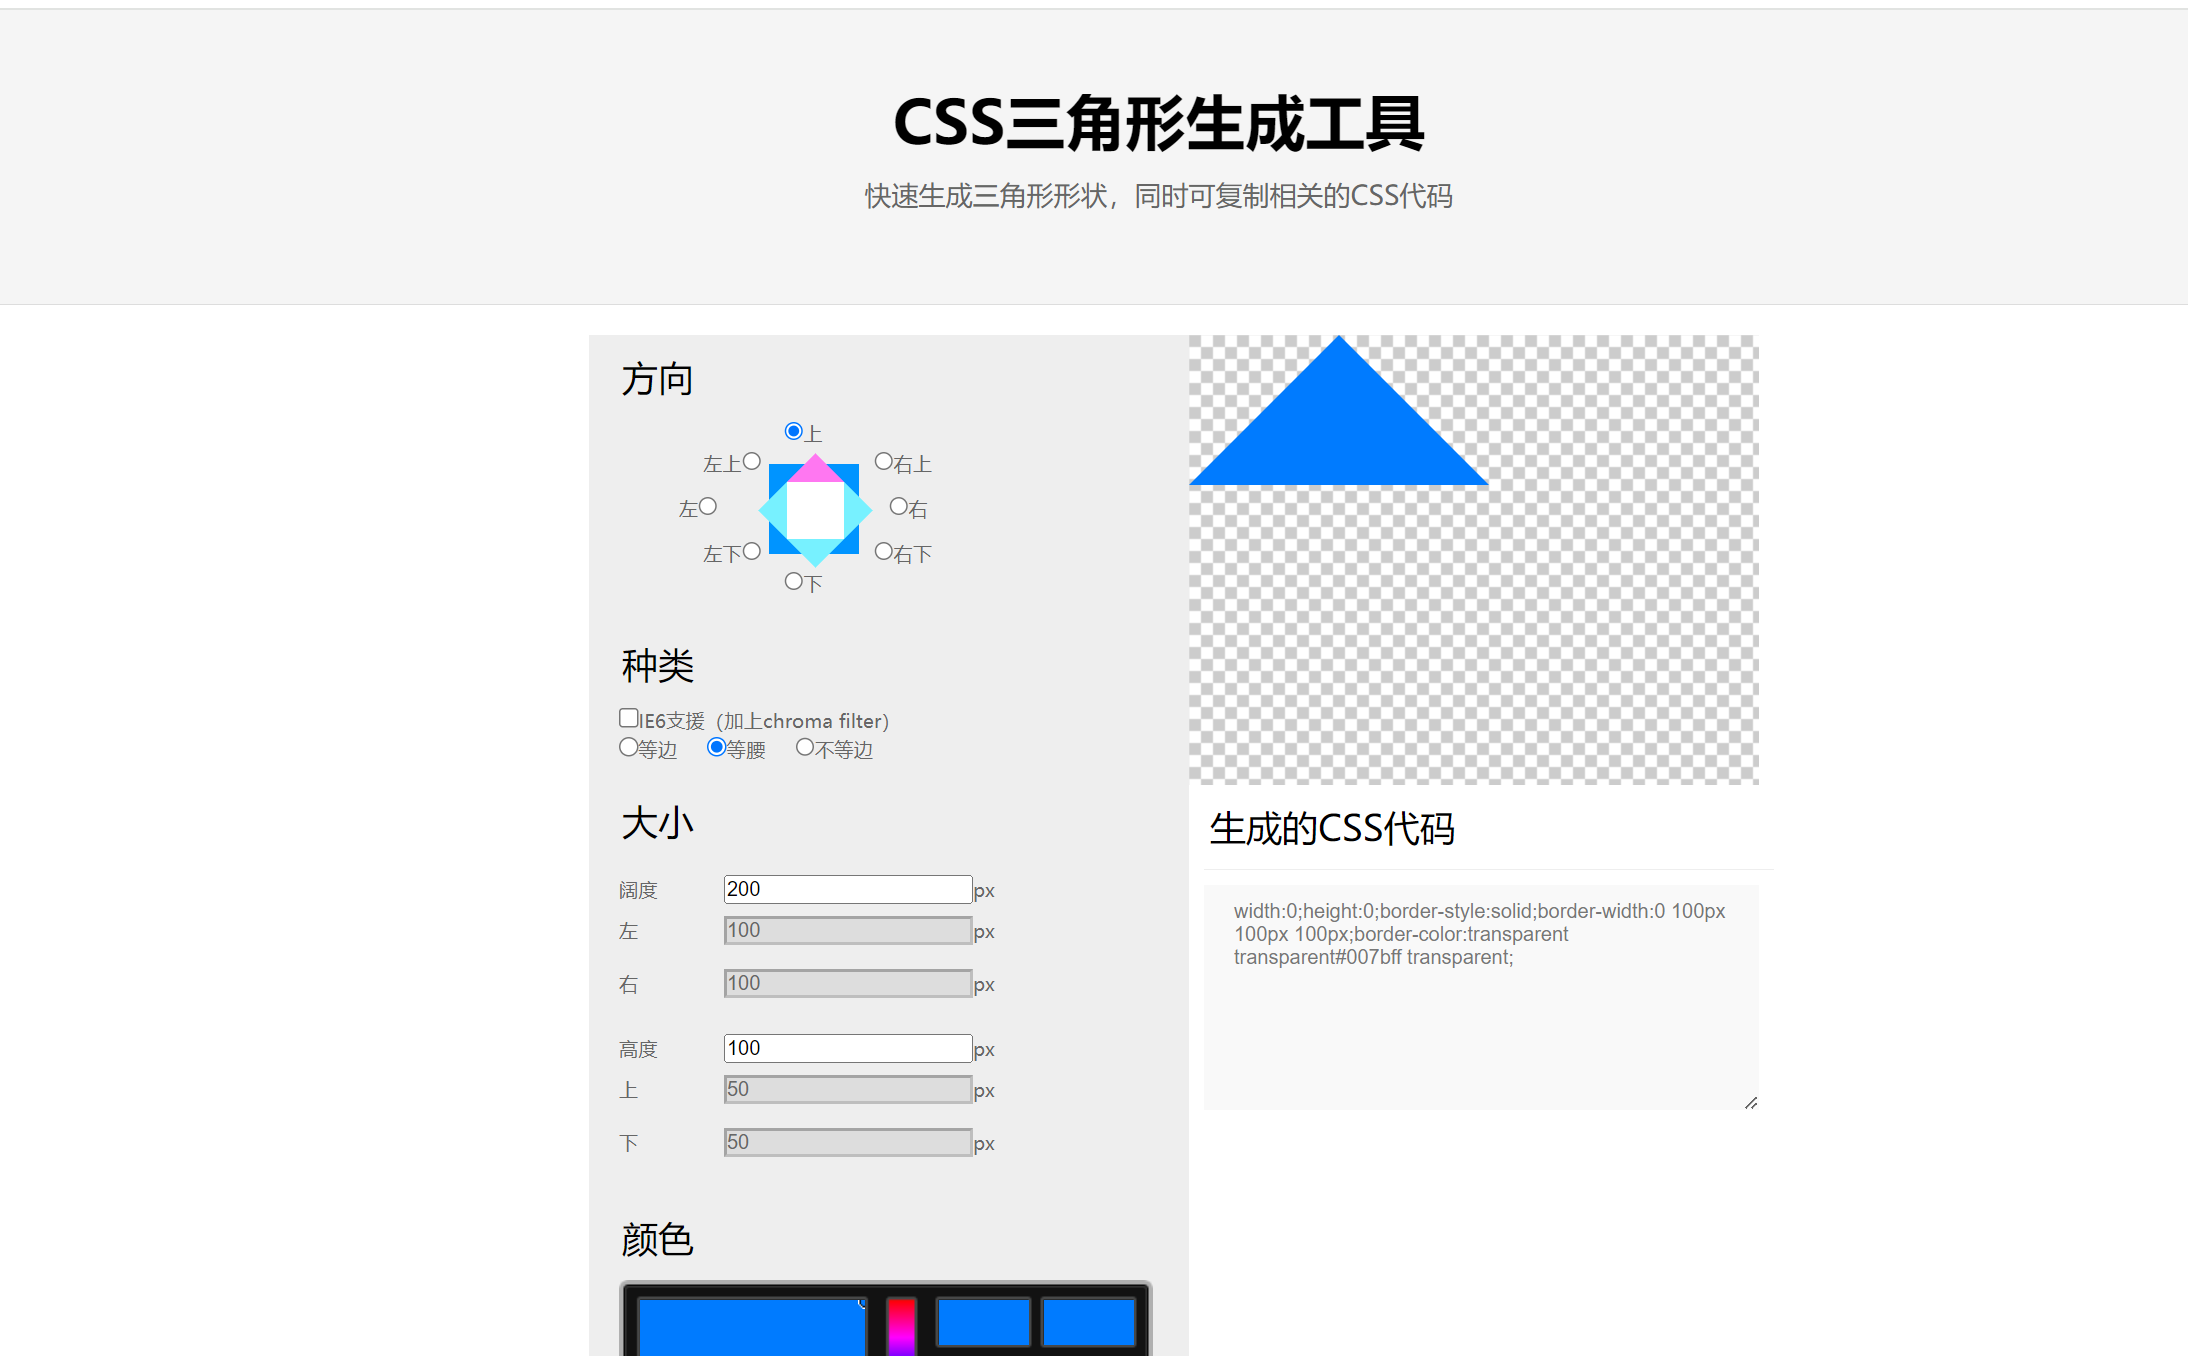 CSS三角形生成工具
快速生成三角形形状，同时可复制相关的CSS代码
方向
上
左上
右上
左
右
左下
右下
下
种类
IE6支援（加上chroma filter）
等边 等腰 不等边
大小
阔度 200 px
左 100 px
右 100 px
高度 100 px
上 50 px
下 50 px
颜色
生成的CSS代码
width:0;height:0;border-style:solid;border-width:0 100px
100px 100px;border-color:transparent
transparent#007bff transparent;